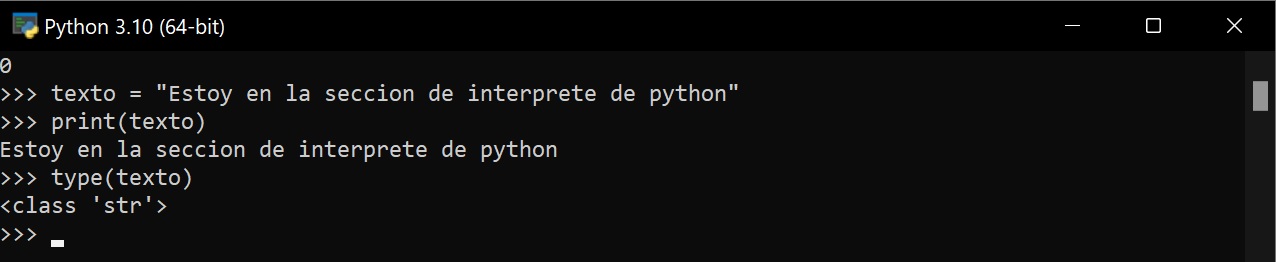 Python 3.10 (64-bit)
0
>>> texto = "Estoy en la seccion de interprete de python"
>>> print(texto)
Estoy en la seccion de interprete de python
>>> type(texto)
<class 'str'>
>>>